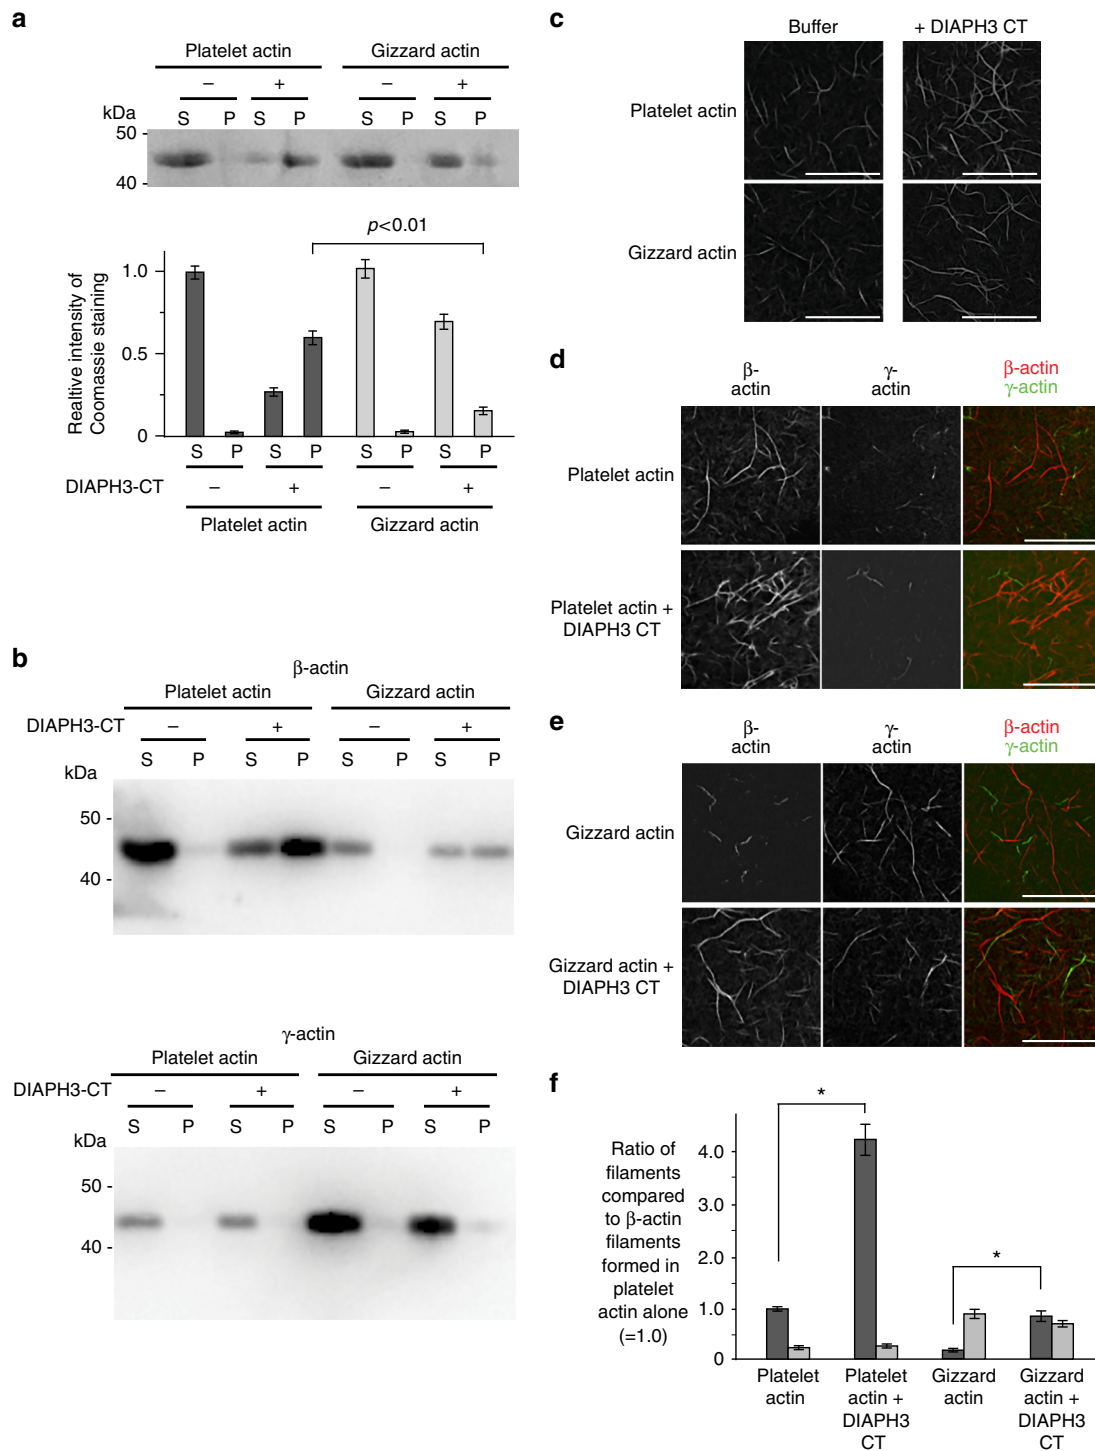 a
Platelet actin Gizzard actin
– + – +
kDa S P S P S P S P
50 -
40 -
p<0.01
Realtive intensity of
Coomassie staining
1.0
0.5
0
S P S P S P S P
DIAPH3-CT – + – +
Platelet actin Gizzard actin
b
β-actin
Platelet actin Gizzard actin
DIAPH3-CT – + – +
S P S P S P S P
kDa
50 -
40 -
γ-actin
Platelet actin Gizzard actin
DIAPH3-CT – + – +
S P S P S P S P
kDa
50 -
40 -
c
Buffer + DIAPH3 CT
Platelet actin
Gizzard actin
d
β-
actin
γ-
actin
β-actin
γ-actin
Platelet actin
Platelet actin +
DIAPH3 CT
e
β-
actin
γ-
actin
β-actin
γ-actin
Gizzard actin
Gizzard actin +
DIAPH3 CT
f
Ratio of
filaments
compared
to β-actin
filaments
formed in
platelet
actin alone
(=1.0)
4.0
3.0
2.0
1.0
0
*
*
Platelet
actin
Platelet
actin +
DIAPH3
CT
Gizzard
actin
Gizzard
actin +
DIAPH3
CT